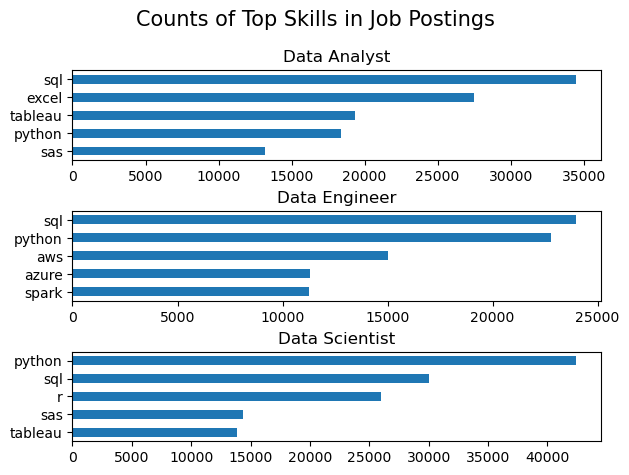 Counts of Top Skills in Job Postings
Data Analyst
sql
excel
tableau
python
sas
0 5000 10000 15000 20000 25000 30000 35000
Data Engineer
sql
python
aws
azure
spark
0 5000 10000 15000 20000 25000
Data Scientist
python
sql
r
sas
tableau
0 5000 10000 15000 20000 25000 30000 35000 40000